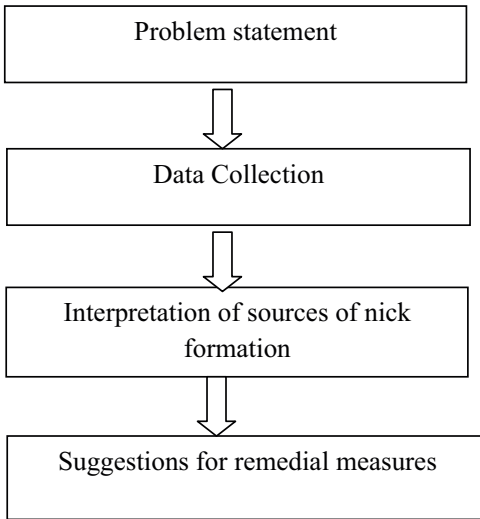 Problem statement
Data Collection
Interpretation of sources of nick
formation
Suggestions for remedial measures